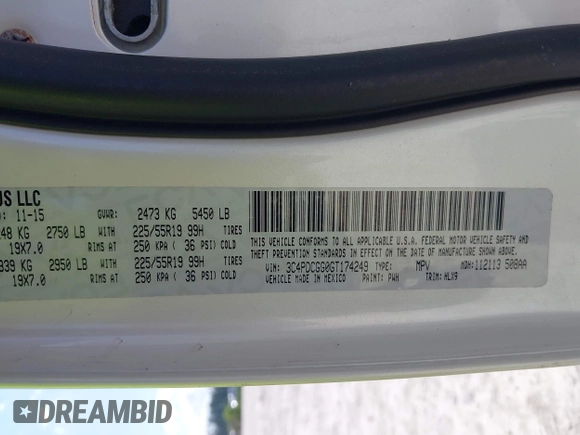 US LLC
: 11-15 GVWR: 2473 KG 5450 LB
248 KG 2750 LB WITH 225/55R19 99H TIRES
19X7.0 RIMS AT 250 KPA ( 36 PSI) COLD
339 KG 2950 LB WITH 225/55R19 99H TIRES
19X7.0 RIMS AT 250 KPA ( 36 PSI) COLD
THIS VEHICLE CONFORMS TO ALL APPLICABLE U.S.A. FEDERAL MOTOR VEHICLE SAFETY AND
THEFT PREVENTION STANDARDS IN EFFECT ON THE DATE OF MANUFACTURE SHOWN ABOVE.
VIN: 3C4PDCGG0GT174249 TYPE: MPV MDH: 112113 508AA
VEHICLE MADE IN MEXICO PAINT: PWH TRIM: HLX9
DREAMBID